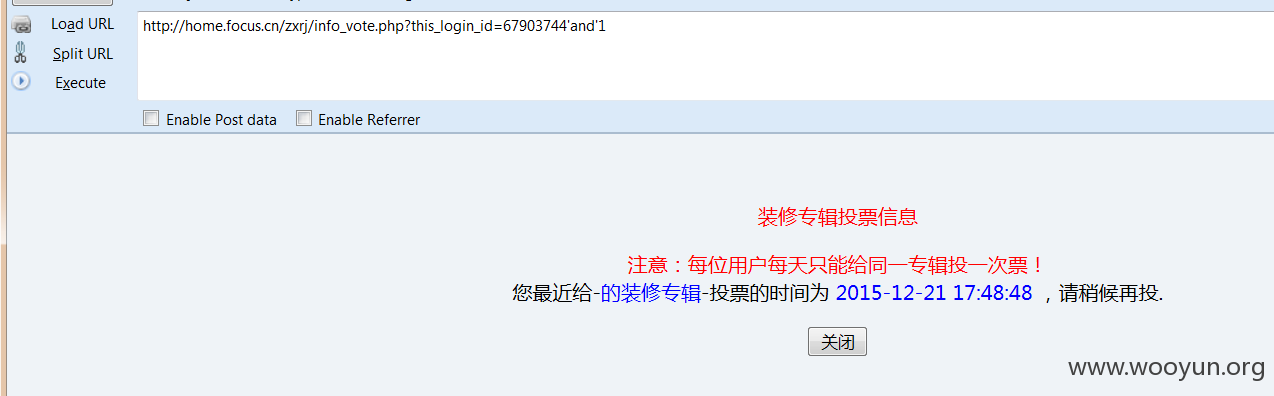 Load URL
http://home.focus.cn/zxrj/info_vote.php?this_login_id=67903744'and'1
Split URL
Execute
Enable Post data
Enable Referrer
装修专辑投票信息
注意：每位用户每天只能给同一专辑投一次票！
您最近给-的装修专辑-投票的时间为 2015-12-21 17:48:48 ，请稍候再投.
关闭
www.wooyun.org